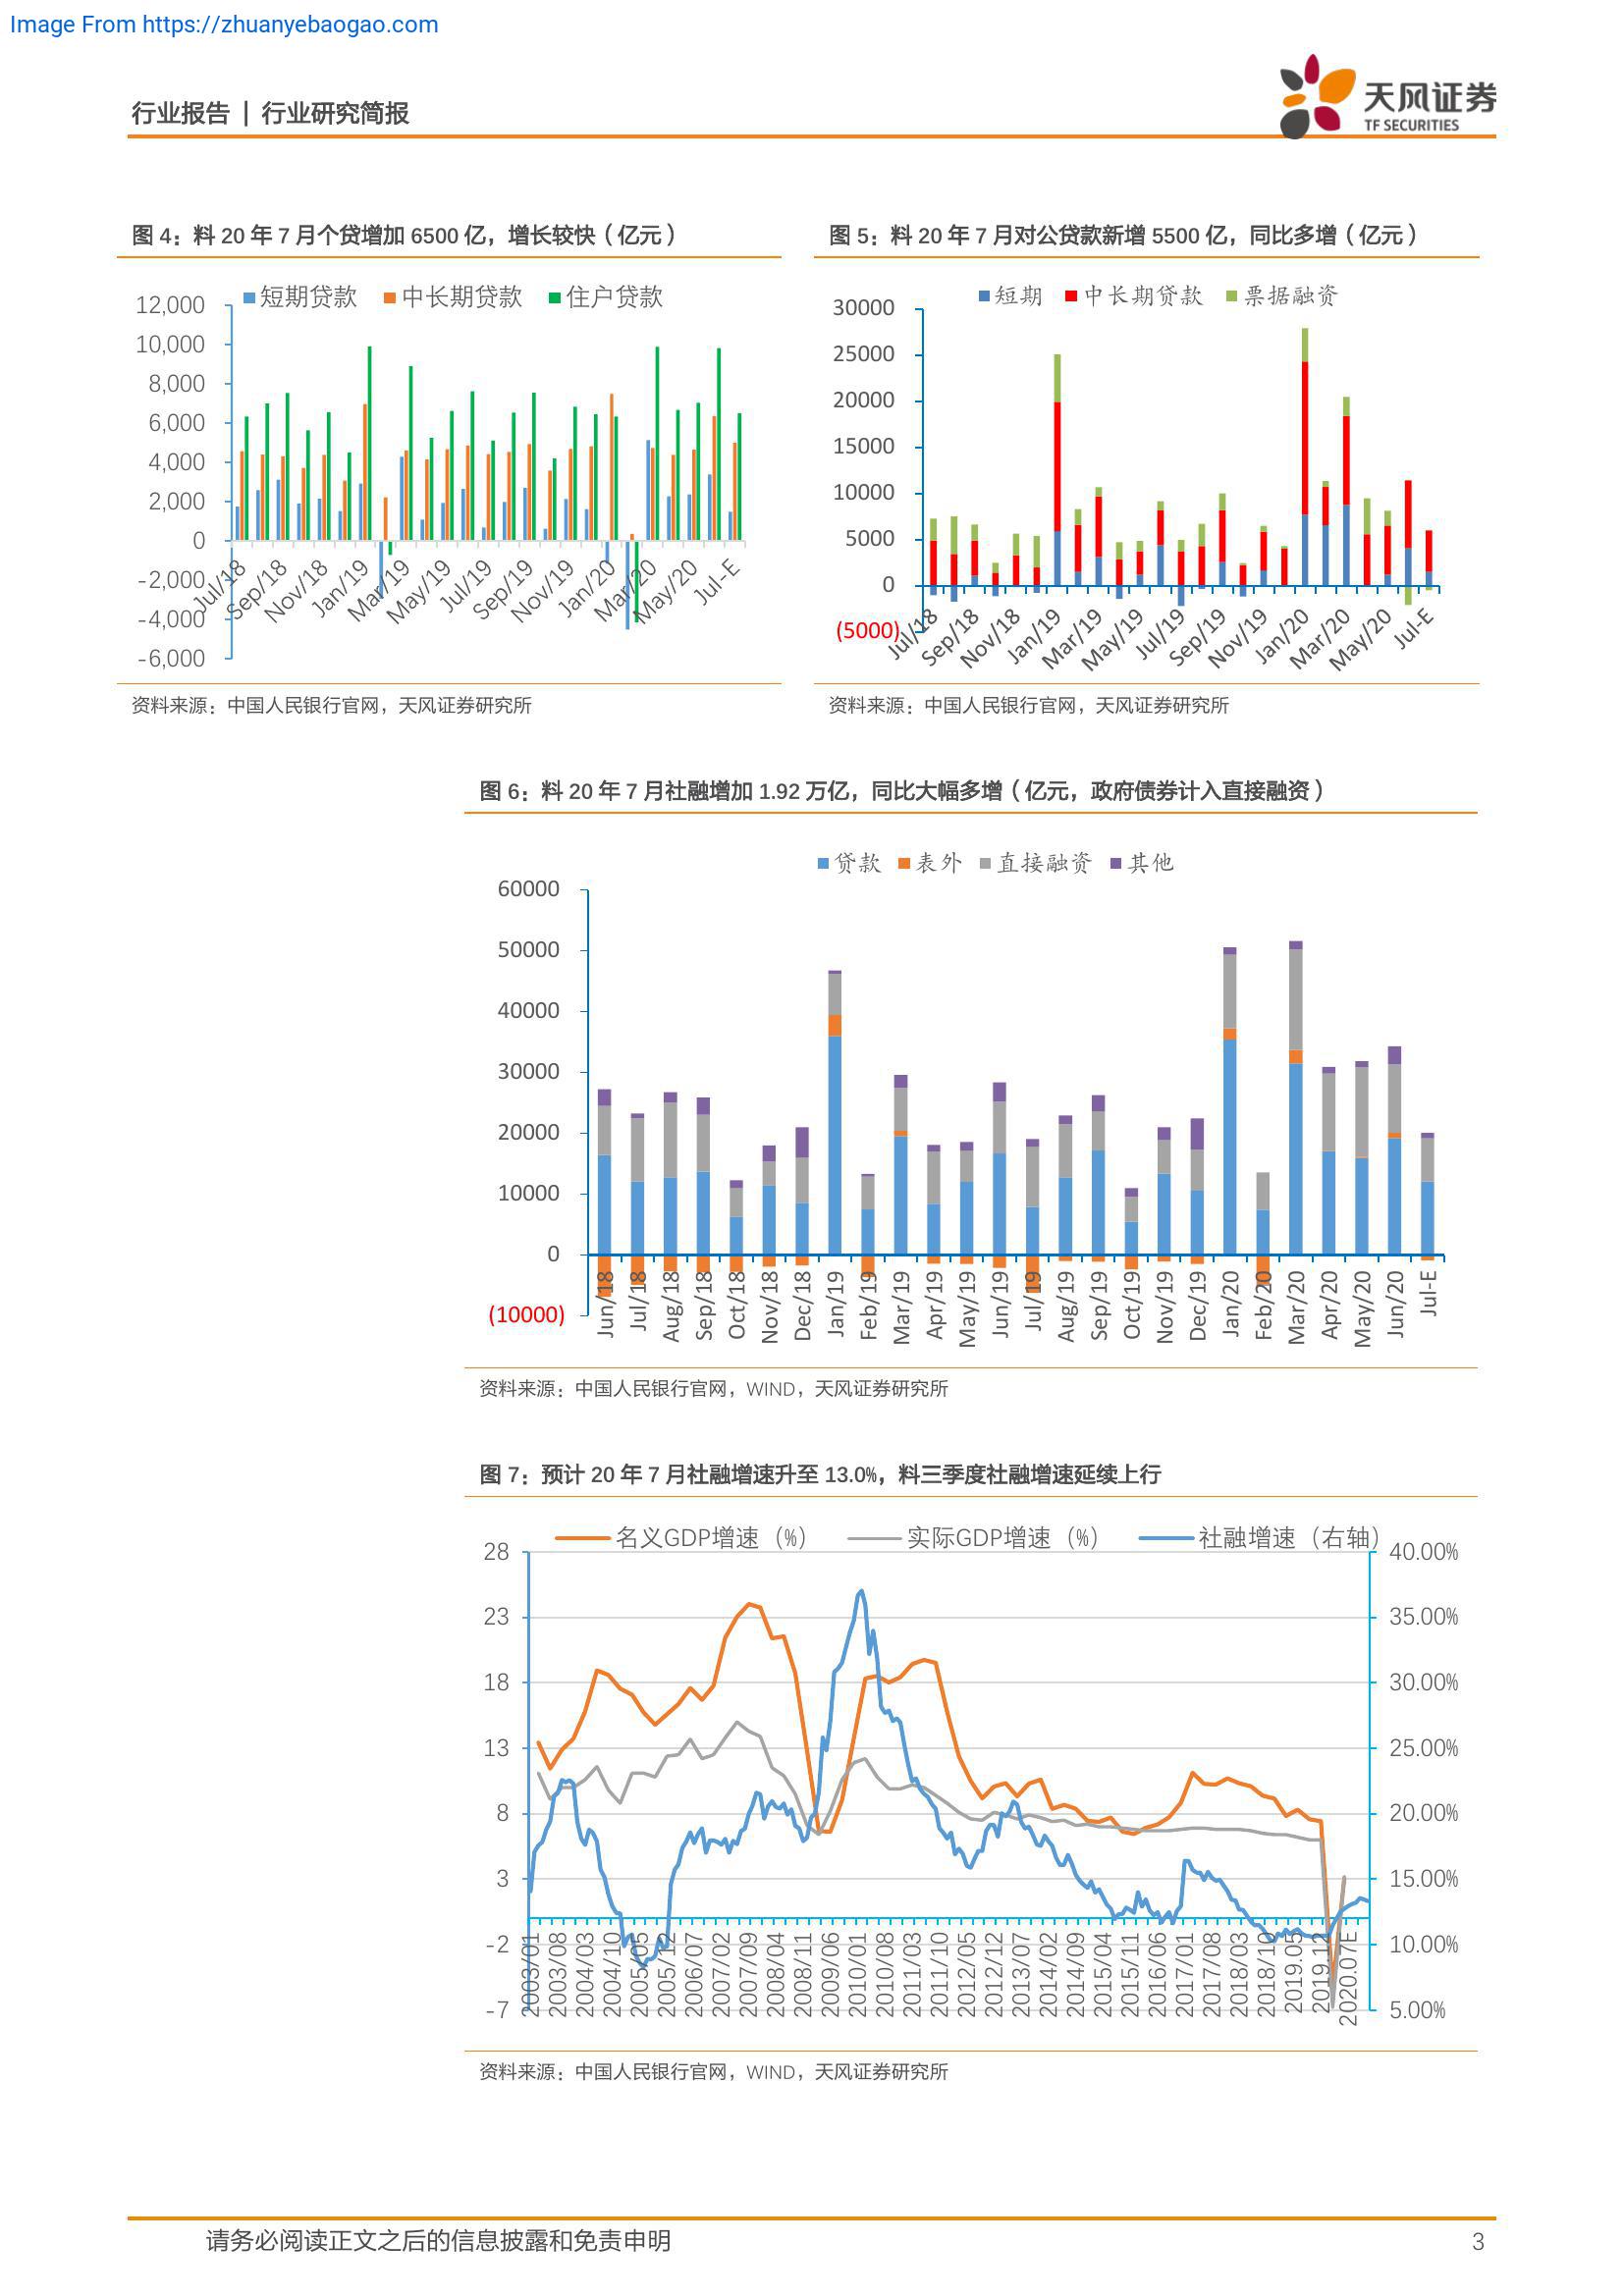 Image From https://zhuanyebaogao.com
行业报告 | 行业研究简报
天风证券
TF SECURITIES
图 4：料 20 年 7 月个贷增加 6500 亿，增长较快（亿元）
短期贷款 中长期贷款 住户贷款
12,000
10,000
8,000
6,000
4,000
2,000
0
-2,000
-4,000
-6,000
Jul/18 Sep/18 Nov/18 Jan/19 Mar/19 May/19 Jul/19 Sep/19 Nov/19 Jan/20 Mar/20 May/20 Jul-E
资料来源：中国人民银行官网，天风证券研究所
图 5：料 20 年 7 月对公贷款新增 5500 亿，同比多增（亿元）
短期 中长期贷款 票据融资
30000
25000
20000
15000
10000
5000
0
(5000)
Jul/18 Sep/18 Nov/18 Jan/19 Mar/19 May/19 Jul/19 Sep/19 Nov/19 Jan/20 Mar/20 May/20 Jul-E
资料来源：中国人民银行官网，天风证券研究所
图 6：料 20 年 7 月社融增加 1.92 万亿，同比大幅多增（亿元，政府债券计入直接融资）
贷款 表外 直接融资 其他
60000
50000
40000
30000
20000
10000
0
(10000)
Jun/18 Jul/18 Aug/18 Sep/18 Oct/18 Nov/18 Dec/18 Jan/19 Feb/19 Mar/19 Apr/19 May/19 Jun/19 Jul/19 Aug/19 Sep/19 Oct/19 Nov/19 Dec/19 Jan/20 Feb/20 Mar/20 Apr/20 May/20 Jun/20 Jul-E
资料来源：中国人民银行官网，WIND，天风证券研究所
图 7：预计 20 年 7 月社融增速升至 13.0%，料三季度社融增速延续上行
名义GDP增速（%） 实际GDP增速（%） 社融增速（右轴）
28
23
18
13
8
3
-2
-7
40.00%
35.00%
30.00%
25.00%
20.00%
15.00%
10.00%
5.00%
2003/01 2003/08 2004/03 2004/10 2005/05 2005/12 2006/07 2007/02 2007/09 2008/04 2008/11 2009/06 2010/01 2010/08 2011/03 2011/10 2012/05 2012/12 2013/07 2014/02 2014/9 2015/04 2015/11 2016/06 2017/01 2017/08 2018/03 2018/10 2019.05 2019.12 2020.07E
资料来源：中国人民银行官网，WIND，天风证券研究所
请务必阅读正文之后的信息披露和免责申明
3